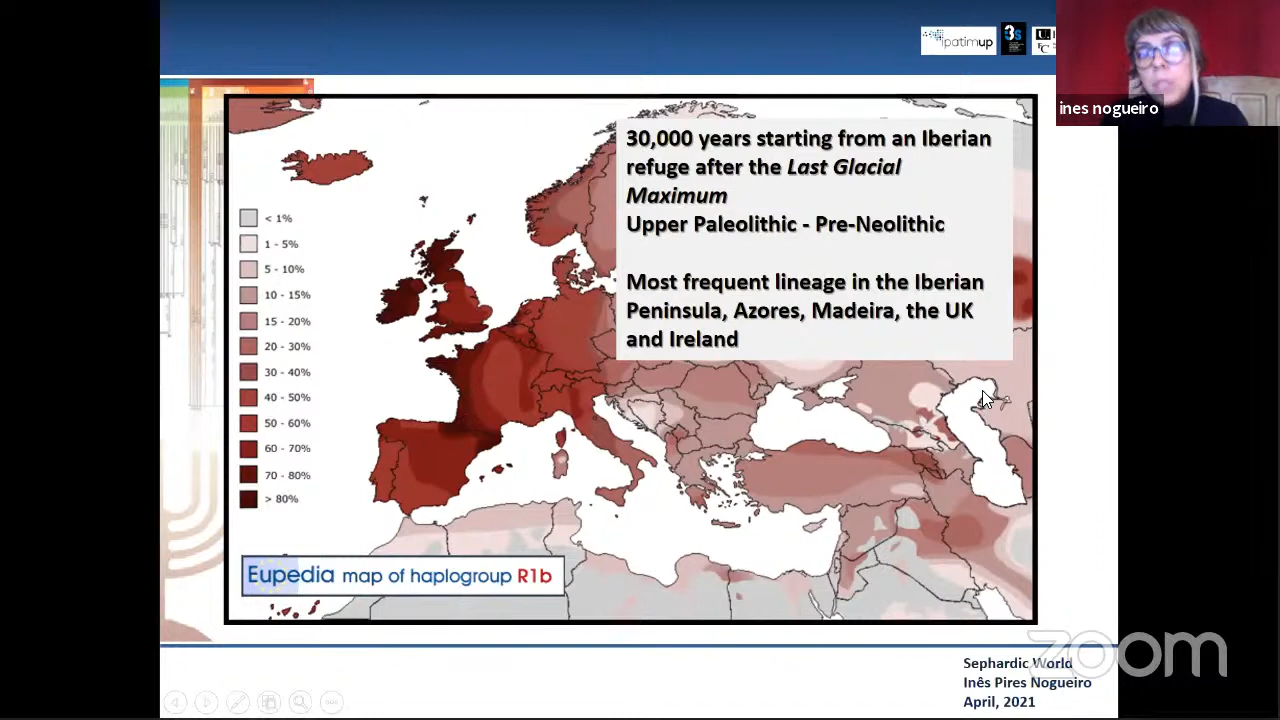 ipatimup
i3s
ines nogueiro
30,000 years starting from an Iberian
refuge after the Last Glacial
Maximum
Upper Paleolithic - Pre-Neolithic
Most frequent lineage in the Iberian
Peninsula, Azores, Madeira, the UK
and Ireland
< 1%
1 - 5%
5 - 10%
10 - 15%
15 - 20%
20 - 30%
30 - 40%
40 - 50%
50 - 60%
60 - 70%
70 - 80%
> 80%
Eupedia map of haplogroup R1b
zoom
Sephardic World
Inês Pires Nogueiro
April, 2021